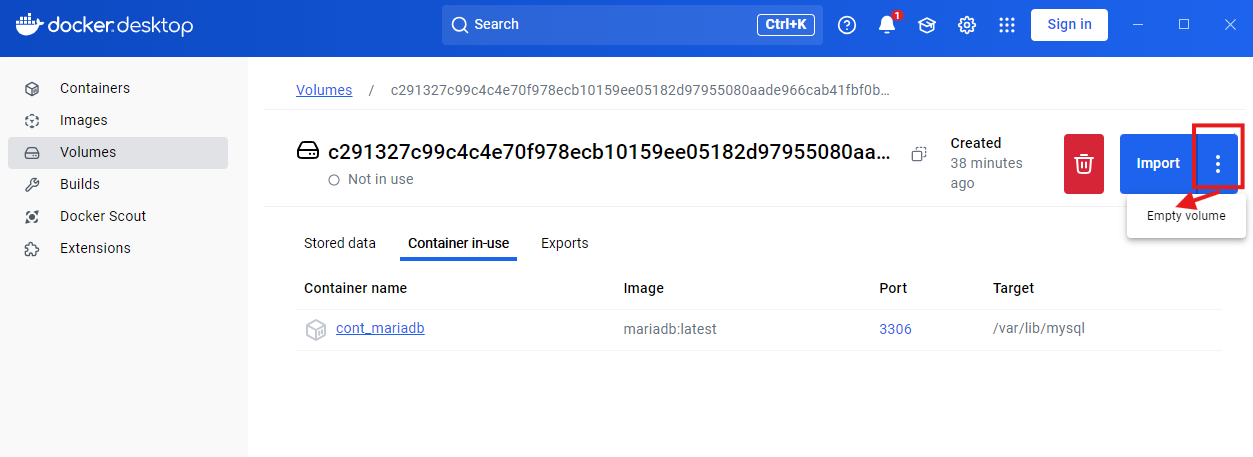 docker.desktop
Search
Ctrl+K
1
Sign in
Containers
Images
Volumes
Builds
Docker Scout
Extensions
Volumes / c291327c99c4c4e70f978ecb10159ee05182d97955080aade966cab41fbf0b…
c291327c99c4c4e70f978ecb10159ee05182d97955080aa…
Not in use
Created
38 minutes
ago
Import
Empty volume
Stored data Container in-use Exports
Container name Image Port Target
cont_mariadb mariadb:latest 3306 /var/lib/mysql